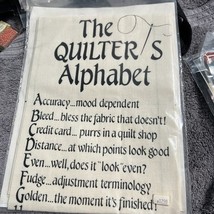 The
QUILTER'S
Alphabet
Accuracy...mood dependent
Bleed...bless the fabric that doesn't!
Credit card... purrs in a quilt shop
Distance...at which points look good
Even...well, does it "look" even?
Fudge...adjustment terminology
Golden...the moment it's finished!